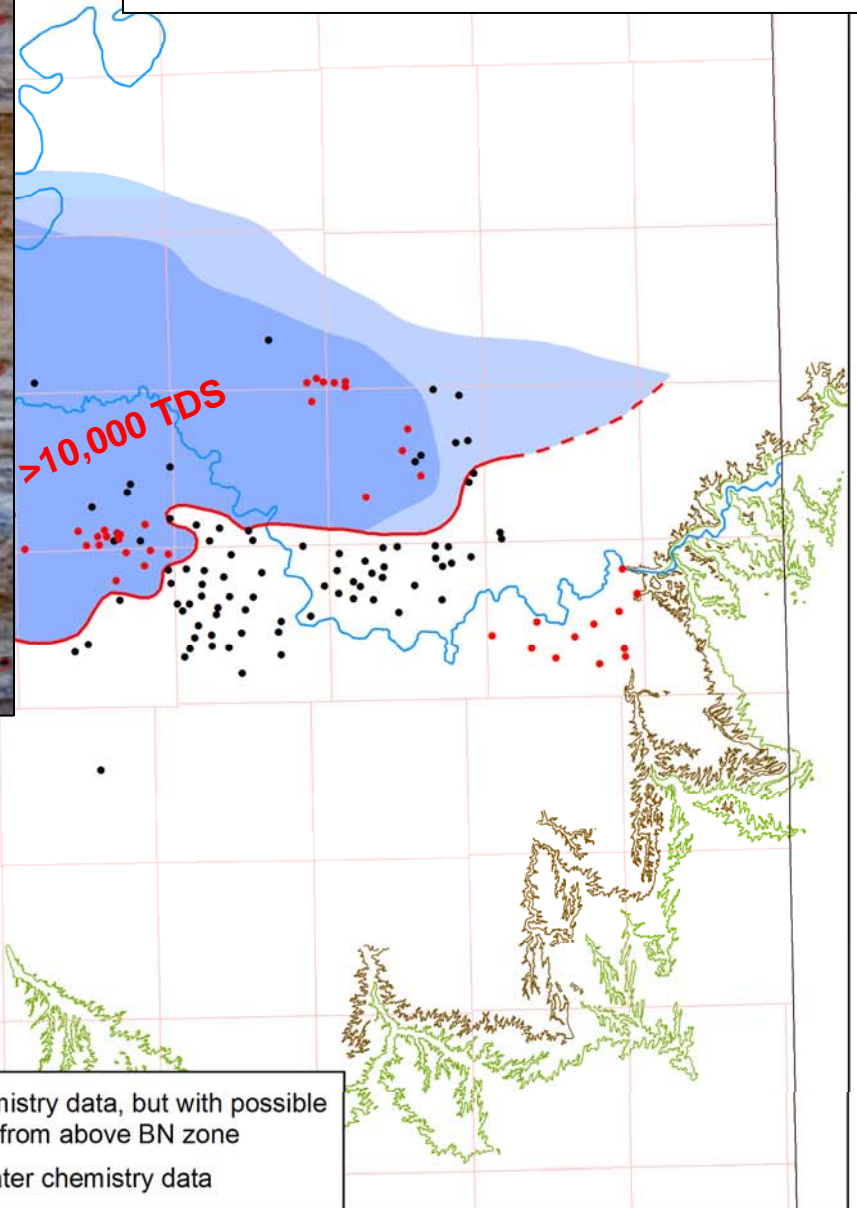 >10,000 TDS
mistry data, but with possible
from above BN zone
ter chemistry data